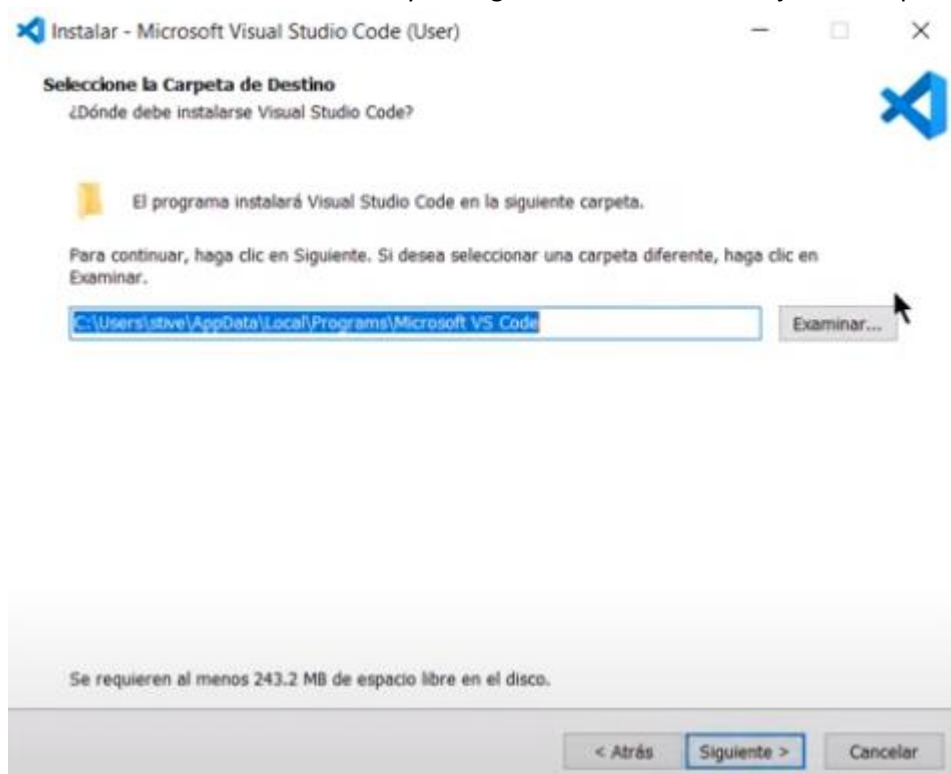 Instalar - Microsoft Visual Studio Code (User)
Seleccione la Carpeta de Destino
¿Dónde debe instalarse Visual Studio Code?
El programa instalará Visual Studio Code en la siguiente carpeta.
Para continuar, haga clic en Siguiente. Si desea seleccionar una carpeta diferente, haga clic en
Examinar.
C:\Users\stive\AppData\Local\Programs\Microsoft VS Code
Examinar...
Se requieren al menos 243.2 MB de espacio libre en el disco.
< Atrás
Siguiente >
Cancelar